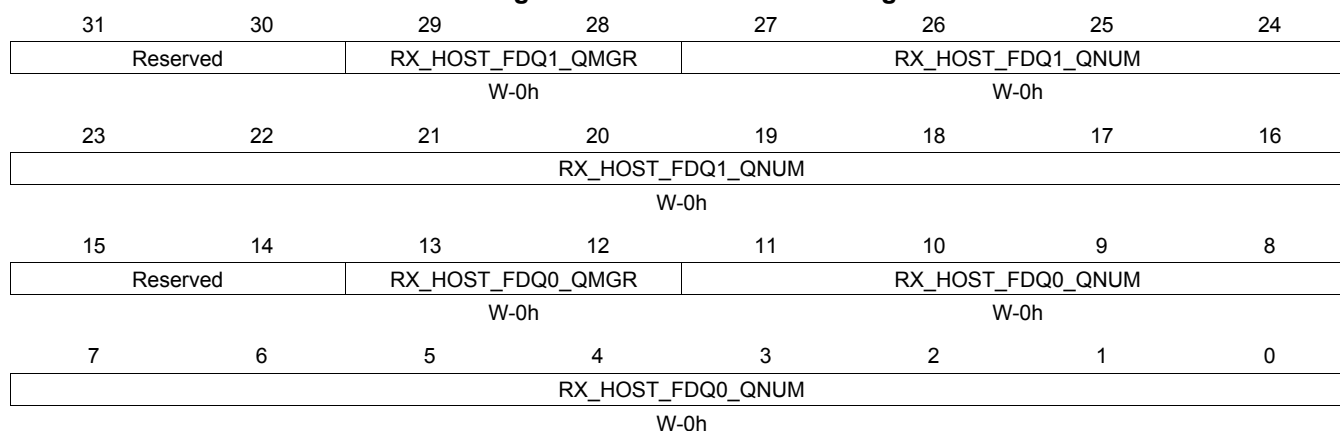 31 30 29 28 27 26 25 24
Reserved RX_HOST_FDQ1_QMGR RX_HOST_FDQ1_QNUM
W-0h W-0h
23 22 21 20 19 18 17 16
RX_HOST_FDQ1_QNUM
W-0h
15 14 13 12 11 10 9 8
Reserved RX_HOST_FDQ0_QMGR RX_HOST_FDQ0_QNUM
W-0h W-0h
7 6 5 4 3 2 1 0
RX_HOST_FDQ0_QNUM
W-0h